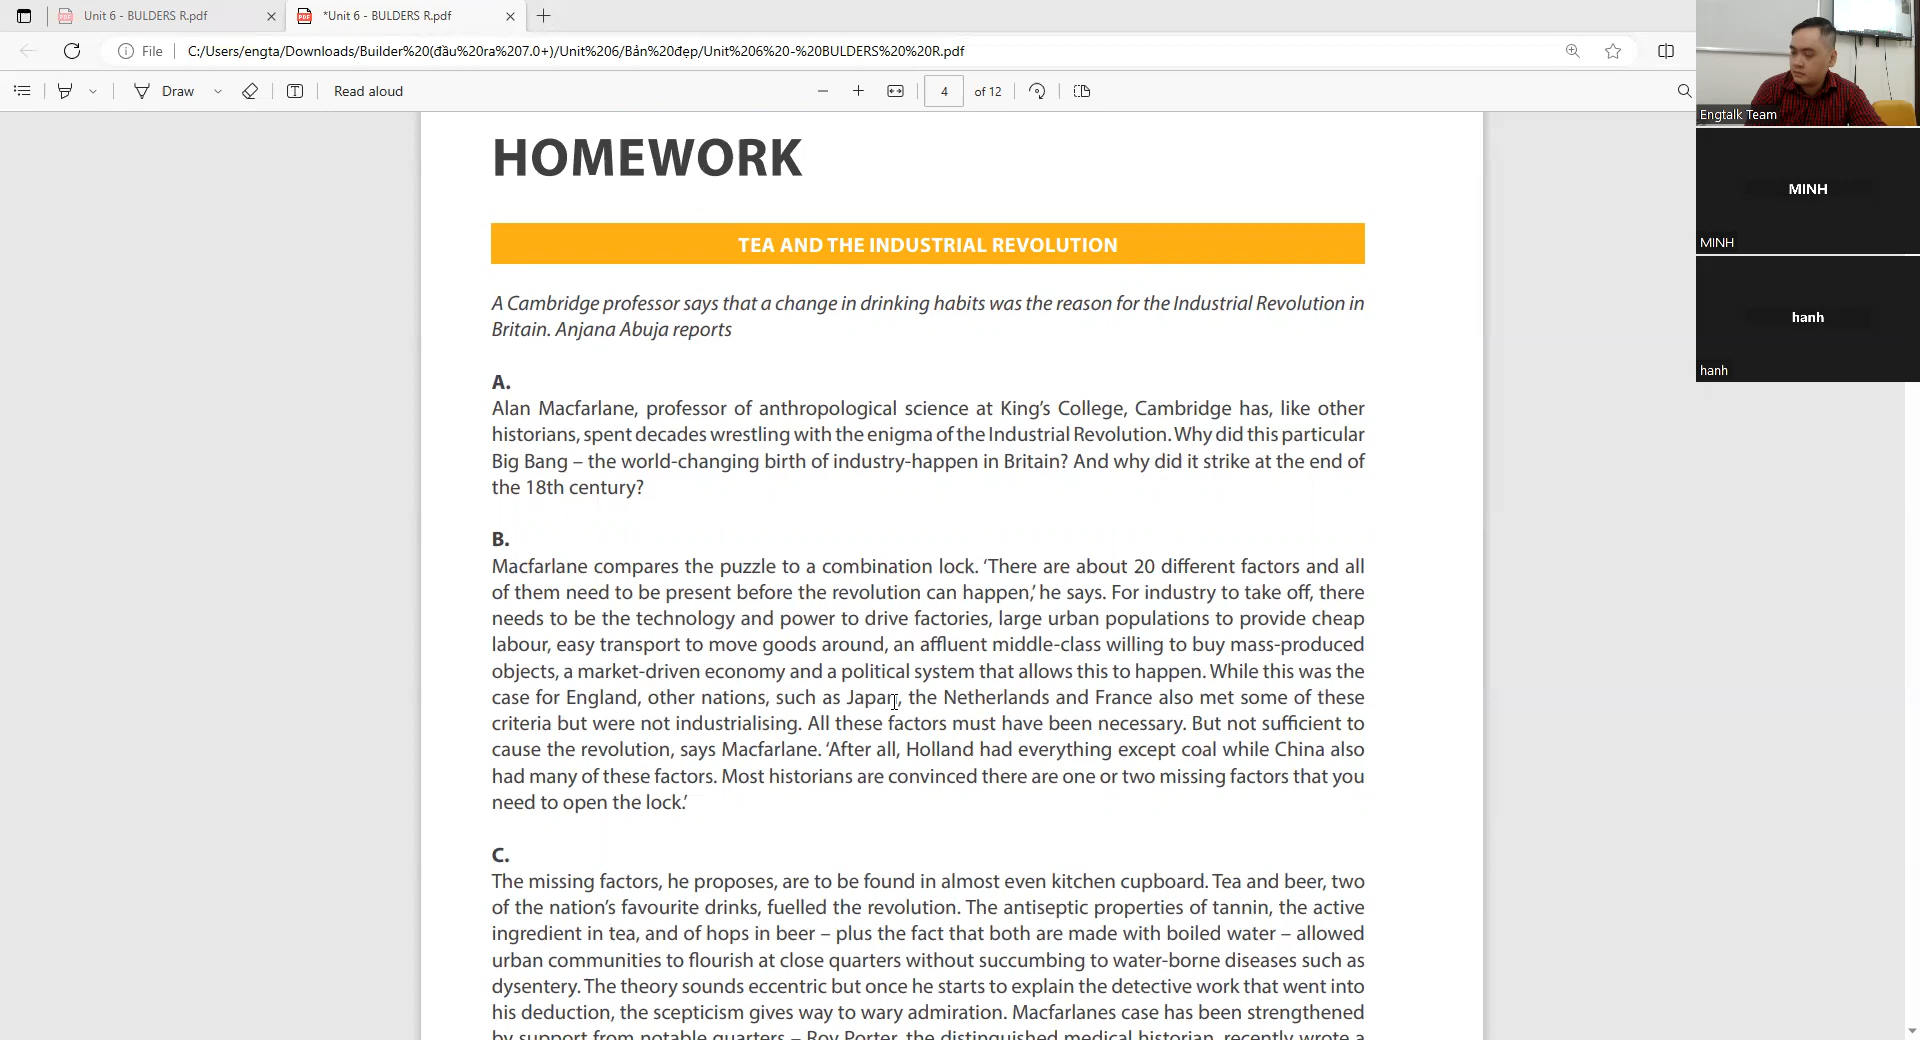 Unit 6 - BULDERS R.pdf
*Unit 6 - BULDERS R.pdf
File
C:/Users/engta/Downloads/Builder%20(đầu%20ra%207.0+)/Unit%206/Bản%20đẹp/Unit%206%20-%20BULDERS%20%20R.pdf
Draw
Read aloud
4
of 12
HOMEWORK
TEA AND THE INDUSTRIAL REVOLUTION
A Cambridge professor says that a change in drinking habits was the reason for the Industrial Revolution in
Britain. Anjana Abuja reports
A.
Alan Macfarlane, professor of anthropological science at King's College, Cambridge has, like other
historians, spent decades wrestling with the enigma of the Industrial Revolution. Why did this particular
Big Bang – the world-changing birth of industry-happen in Britain? And why did it strike at the end of
the 18th century?
B.
Macfarlane compares the puzzle to a combination lock. 'There are about 20 different factors and all
of them need to be present before the revolution can happen,' he says. For industry to take off, there
needs to be the technology and power to drive factories, large urban populations to provide cheap
labour, easy transport to move goods around, an affluent middle-class willing to buy mass-produced
objects, a market-driven economy and a political system that allows this to happen. While this was the
case for England, other nations, such as Japan, the Netherlands and France also met some of these
criteria but were not industrialising. All these factors must have been necessary. But not sufficient to
cause the revolution, says Macfarlane. 'After all, Holland had everything except coal while China also
had many of these factors. Most historians are convinced there are one or two missing factors that you
need to open the lock.'
C.
The missing factors, he proposes, are to be found in almost even kitchen cupboard. Tea and beer, two
of the nation's favourite drinks, fuelled the revolution. The antiseptic properties of tannin, the active
ingredient in tea, and of hops in beer – plus the fact that both are made with boiled water – allowed
urban communities to flourish at close quarters without succumbing to water-borne diseases such as
dysentery. The theory sounds eccentric but once he starts to explain the detective work that went into
his deduction, the scepticism gives way to wary admiration. Macfarlanes case has been strengthened
by support from notable quarters – Roy Porter, the distinguished medical historian, recently wrote a
Engtalk Team
MINH
MINH
hanh
hanh